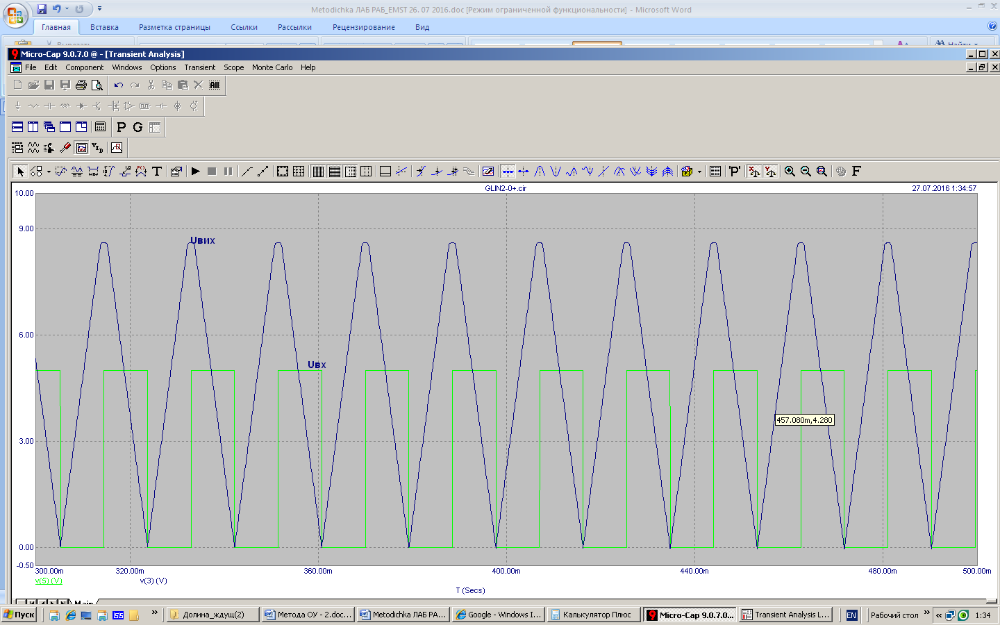 Metodichka ЛАБ РАБ_EMST 26. 07 2016.doc [Режим ограниченной функциональности] - Microsoft Word
Главная Вставка Разметка страницы Ссылки Рассылки Рецензирование Вид
Вырезать Найти
Micro-Cap 9.0.7.0 @ - [Transient Analysis]
File Edit Component Windows Options Transient Scope Monte Carlo Help
All
P G
T 'P' F
GLIN2-0+.cir 27.07.2016 1:34:57
10.00
9.00
Uвих
6.00
Uвх
457.080m,4.280
3.00
0.00
-0.50
300.00m 320.00m 360.00m 400.00m 440.00m 480.00m 500.00m
v(5) (V) v(3) (V)
T (Secs)
Main
Пуск » Долина_ждущ(2) Метода ОУ - 2.doc... Metodichka ЛАБ РА... Google - Windows I... Калькулятор Плюс Micro-Cap 9.0.7.0... Transient Analysis L... EN Рабочий стол » « 1:34